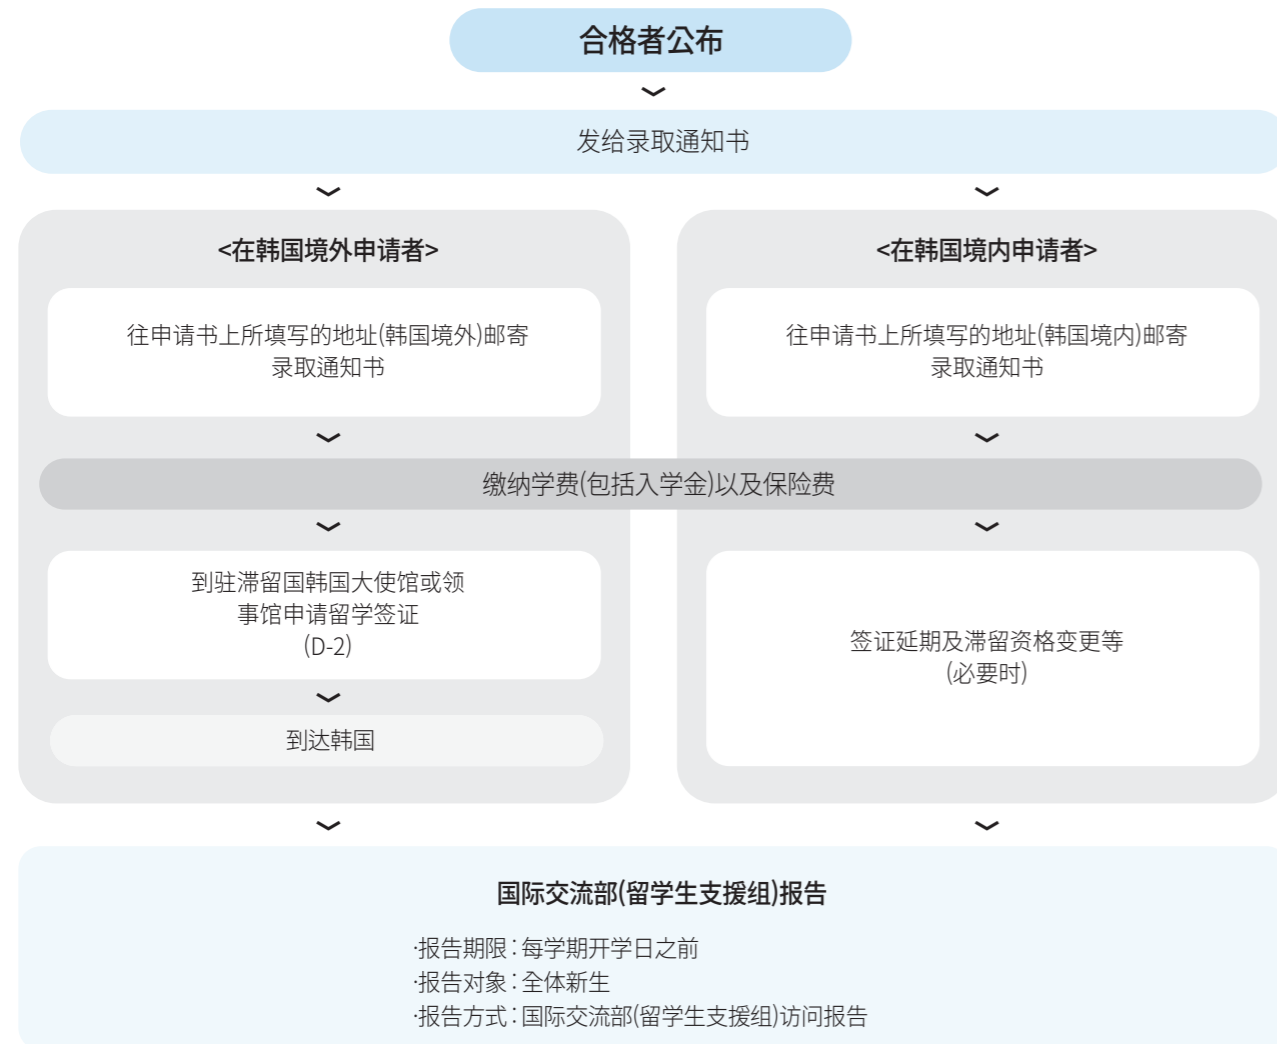 合格者公布
发给录取通知书
<在韩国境外申请者>
往申请书上所填写的地址(韩国境外)邮寄
录取通知书
<在韩国境内申请者>
往申请书上所填写的地址(韩国境内)邮寄
录取通知书
缴纳学费(包括入学金)以及保险费
到驻滞留国韩国大使馆或领
事馆申请留学签证
(D-2)
到达韩国
签证延期及滞留资格变更等
(必要时)
国际交流部(留学生支援组)报告
·报告期限 : 每学期开学日之前
·报告对象 : 全体新生
·报告方式 : 国际交流部(留学生支援组)访问报告